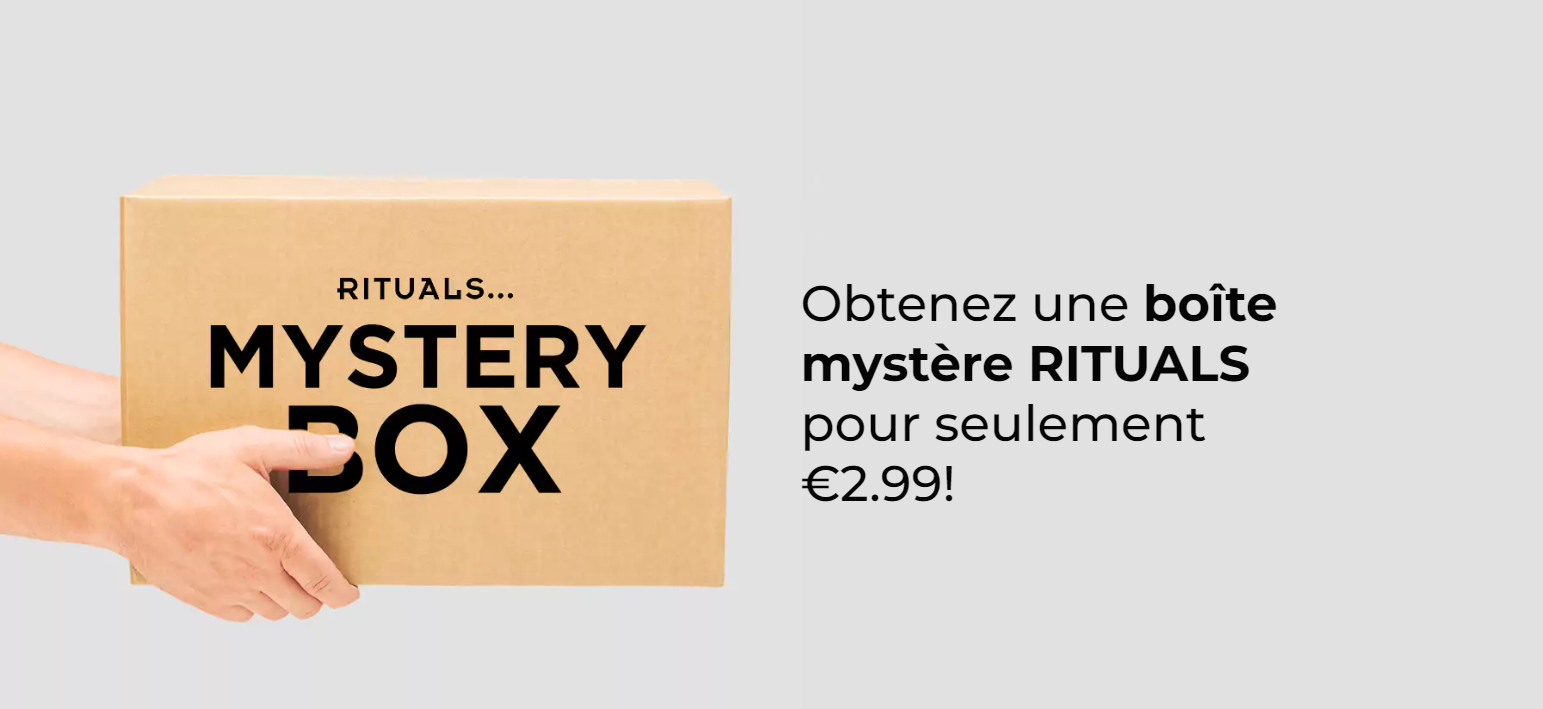 RITUALS...
MYSTERY
BOX
Obtenez une boîte
mystère RITUALS
pour seulement
€2.99!